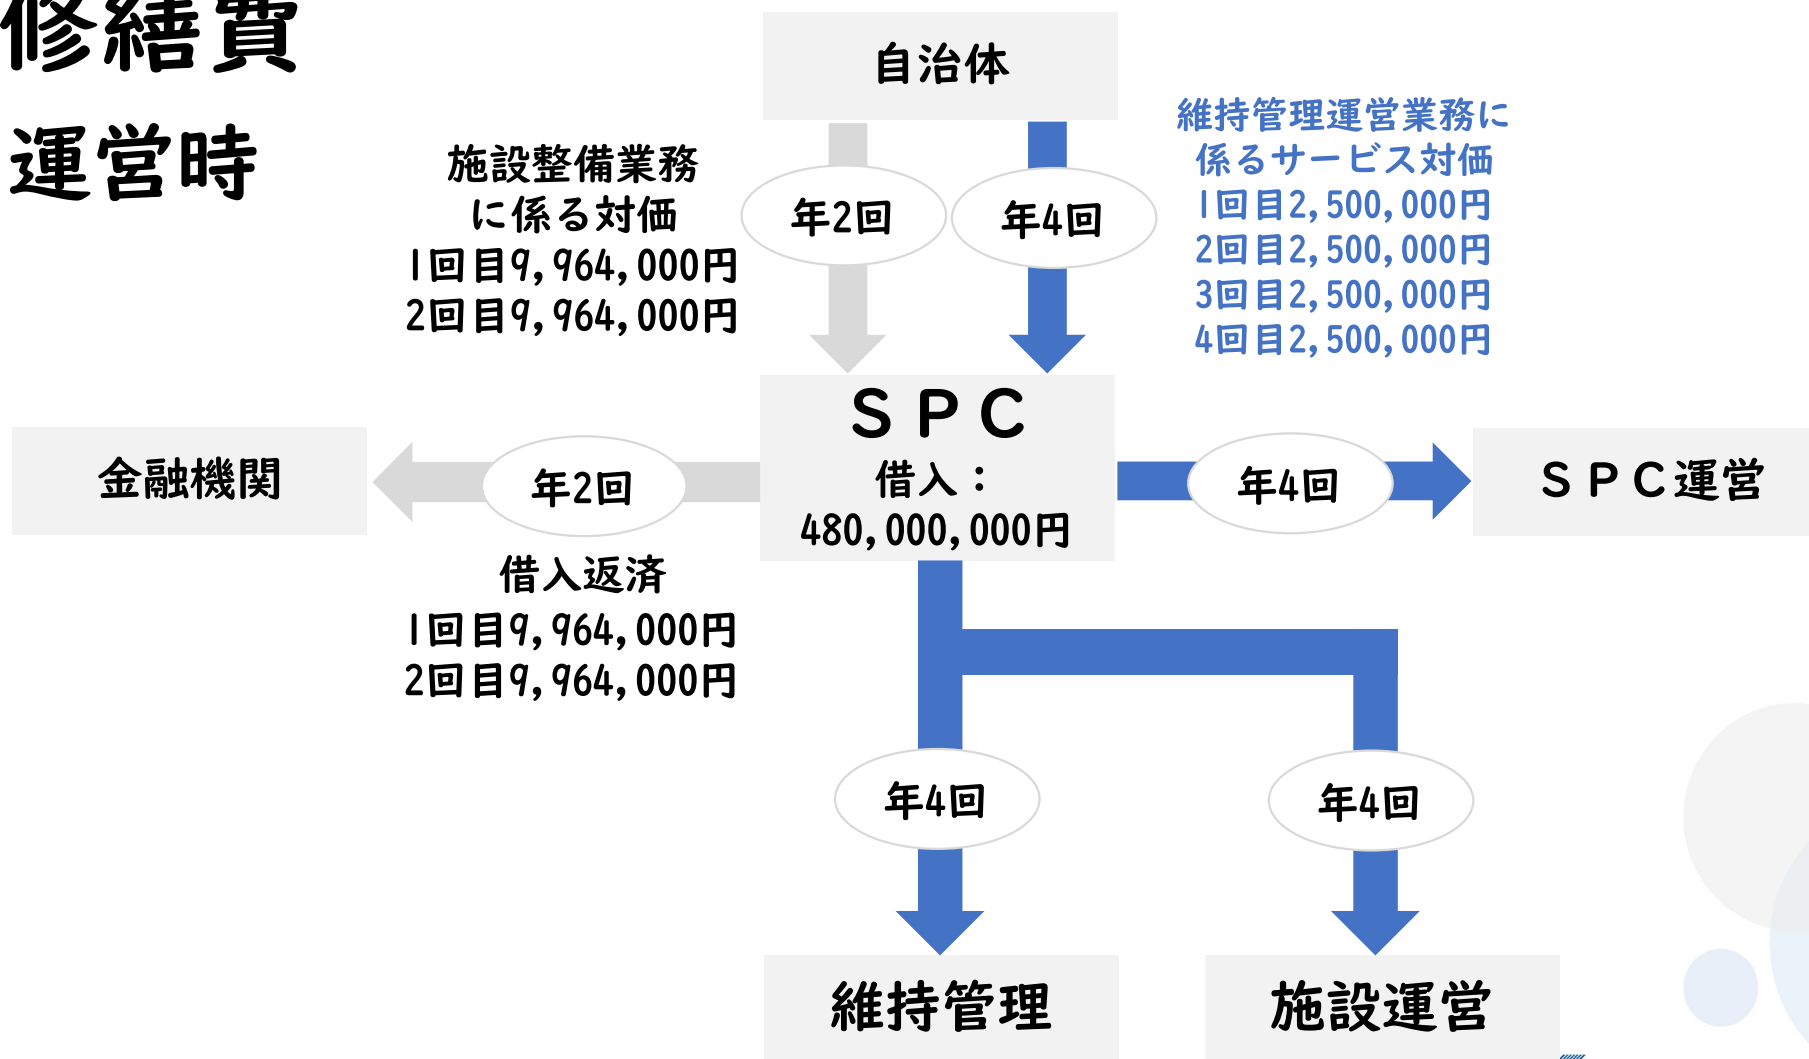 修繕費
運営時
自治体
施設整備業務
に係る対価
1回目9,964,000円
2回目9,964,000円
年2回
年4回
維持管理運営業務に
係るサービス対価
1回目2,500,000円
2回目2,500,000円
3回目2,500,000円
4回目2,500,000円
金融機関
年2回
借入返済
1回目9,964,000円
2回目9,964,000円
ＳＰＣ
借入：
480,000,000円
年4回
ＳＰＣ運営
年4回
年4回
維持管理
施設運営